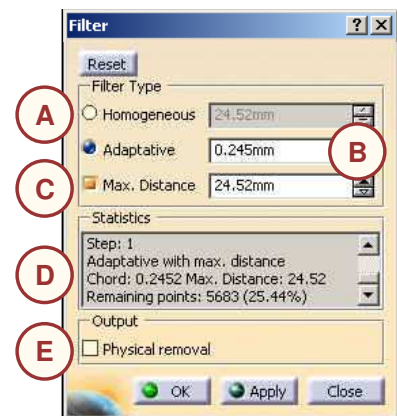 Filter
Reset
Filter Type
A
Homogeneous 24.52mm
Adaptative 0.245mm
B
C
Max. Distance 24.52mm
Statistics
Step: 1
Adaptative with max. distance
D
Chord: 0.2452 Max. Distance: 24.52
Remaining points: 5683 (25.44%)
Output
E
Physical removal
OK Apply Close